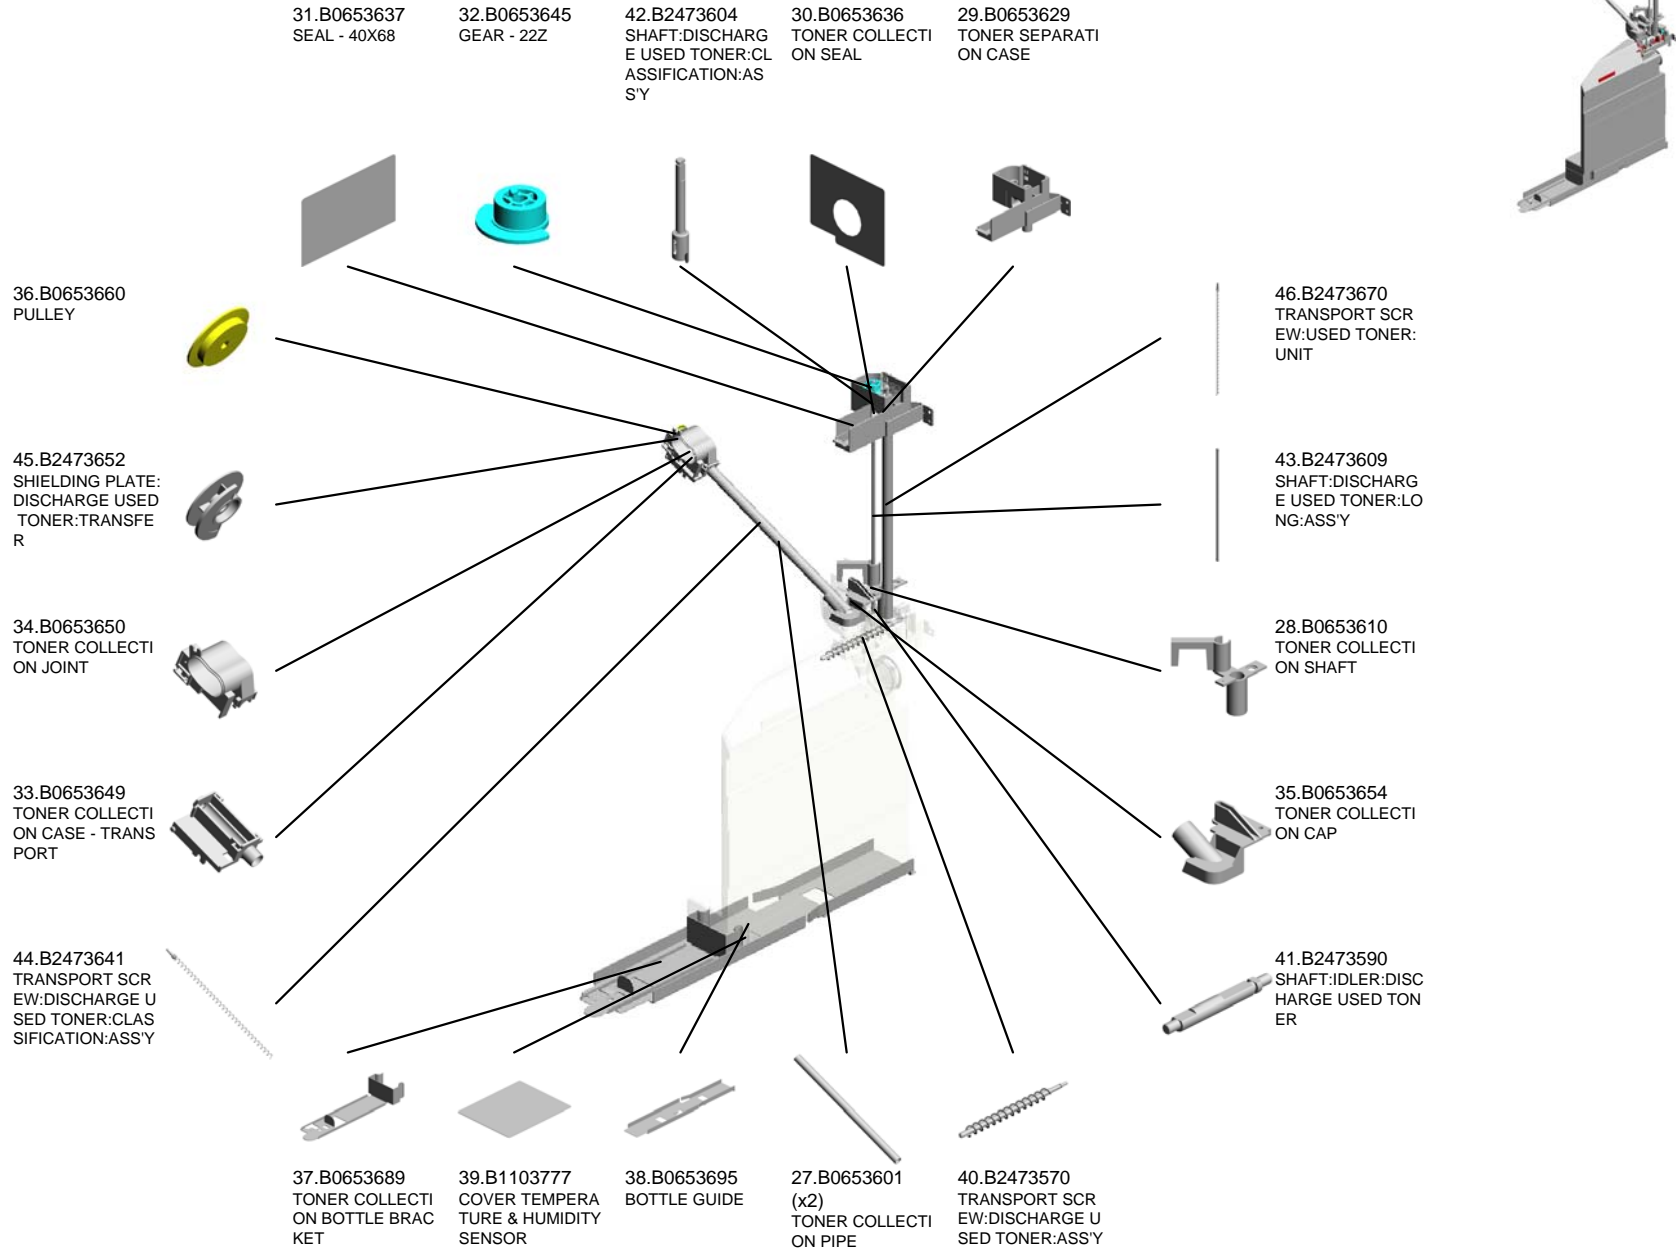 31.B0653637
SEAL - 40X68
32.B0653645
GEAR - 22Z
42.B2473604
SHAFT:DISCHARG
E USED TONER:CL
ASSIFICATION:AS
S'Y
30.B0653636
TONER COLLECTI
ON SEAL
29.B0653629
TONER SEPARATI
ON CASE
36.B0653660
PULLEY
45.B2473652
SHIELDING PLATE:
DISCHARGE USED
TONER:TRANSFE
R
34.B0653650
TONER COLLECTI
ON JOINT
33.B0653649
TONER COLLECTI
ON CASE - TRANS
PORT
44.B2473641
TRANSPORT SCR
EW:DISCHARGE U
SED TONER:CLAS
SIFICATION:ASS'Y
46.B2473670
TRANSPORT SCR
EW:USED TONER:
UNIT
43.B2473609
SHAFT:DISCHARG
E USED TONER:LO
NG:ASS'Y
28.B0653610
TONER COLLECTI
ON SHAFT
35.B0653654
TONER COLLECTI
ON CAP
41.B2473590
SHAFT:IDLER:DISC
HARGE USED TON
ER
37.B0653689
TONER COLLECTI
ON BOTTLE BRAC
KET
39.B1103777
COVER TEMPERA
TURE & HUMIDITY
SENSOR
38.B0653695
BOTTLE GUIDE
27.B0653601
(x2)
TONER COLLECTI
ON PIPE
40.B2473570
TRANSPORT SCR
EW:DISCHARGE U
SED TONER:ASS'Y